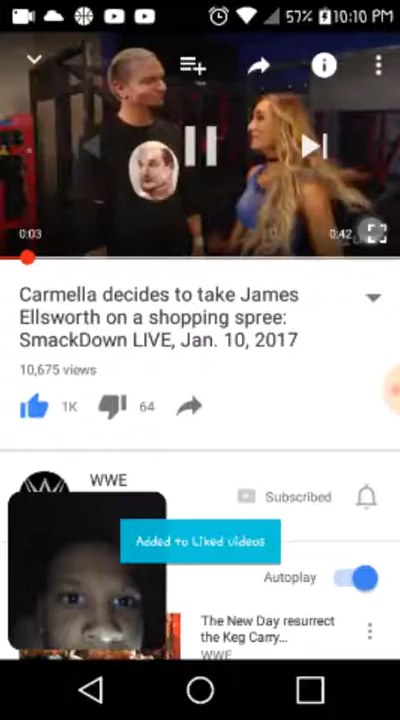 57% 10:10 PM
0:03
0:42
Carmella decides to take James
Ellsworth on a shopping spree:
SmackDown LIVE, Jan. 10, 2017
10,675 views
1K
64
WWE
Subscribed
Added to Liked videos
Autoplay
The New Day resurrect
the Keg Carry...
WWE